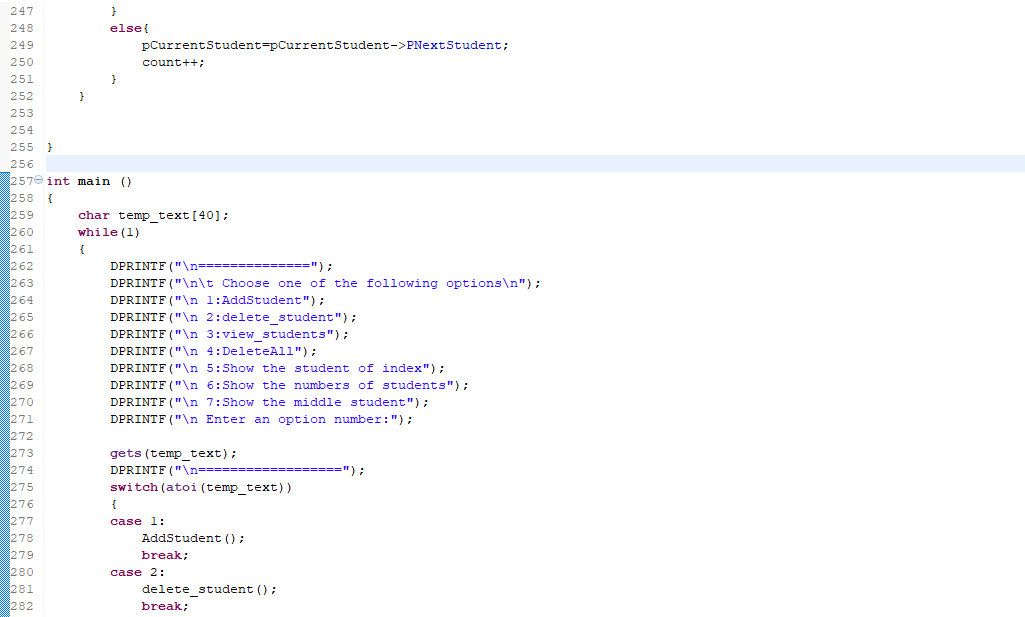 247         }
248         else{
249             pCurrentStudent=pCurrentStudent->PNextStudent;
250             count++;
251         }
252     }
253
254
255 }
256
257 int main ()
258 {
259     char temp_text[40];
260     while(1)
261     {
262         DPRINTF("\n==============");
263         DPRINTF("\n\t Choose one of the following options\n");
264         DPRINTF("\n 1:AddStudent");
265         DPRINTF("\n 2:delete_student");
266         DPRINTF("\n 3:view_students");
267         DPRINTF("\n 4:DeleteAll");
268         DPRINTF("\n 5:Show the student of index");
269         DPRINTF("\n 6:Show the numbers of students");
270         DPRINTF("\n 7:Show the middle student");
271         DPRINTF("\n Enter an option number:");
272
273         gets(temp_text);
274         DPRINTF("\n==================");
275         switch(atoi(temp_text))
276         {
277         case 1:
278             AddStudent();
279             break;
280         case 2:
281             delete_student();
282             break;